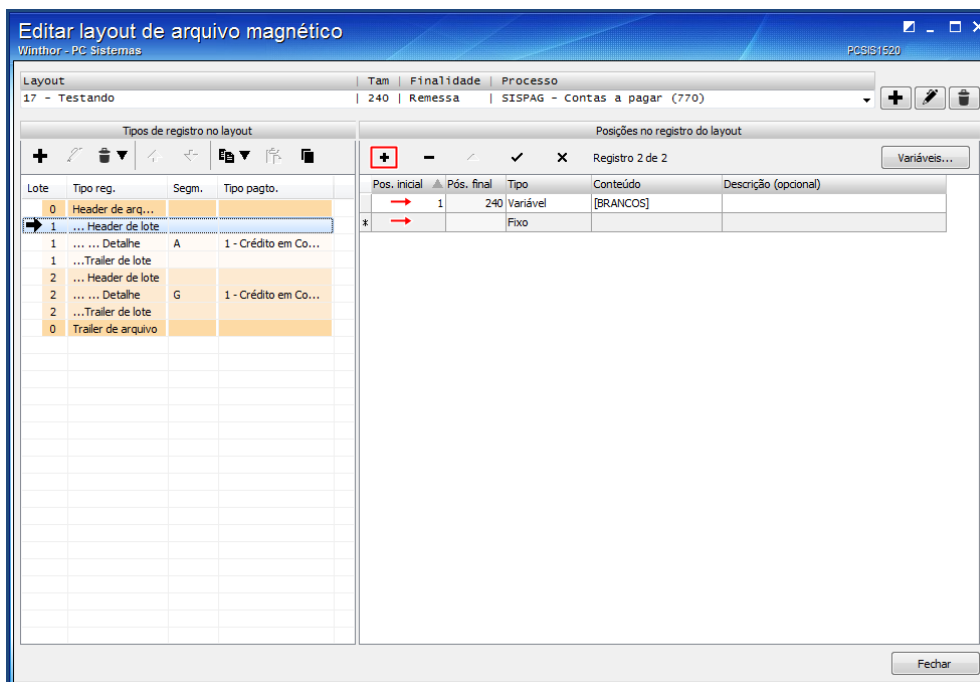 Editar layout de arquivo magnético
Winthor - PC Sistemas
PCSIS1520
Layout | Tam | Finalidade | Processo
17 - Testando | 240 | Remessa | SISPAG - Contas a pagar (770)
Tipos de registro no layout
Posições no registro do layout
Registro 2 de 2
Variáveis...
Lote Tipo reg. Segm. Tipo pagto.
0 Header de arq...
1 ... Header de lote
1 ... ... Detalhe A 1 - Crédito em Co...
1 ...Trailer de lote
2 ... Header de lote
2 ... ... Detalhe G 1 - Crédito em Co...
2 ...Trailer de lote
0 Trailer de arquivo
Pos. inicial Pós. final Tipo Conteúdo Descrição (opcional)
1 240 Variável [BRANCOS]
* Fixo
Fechar